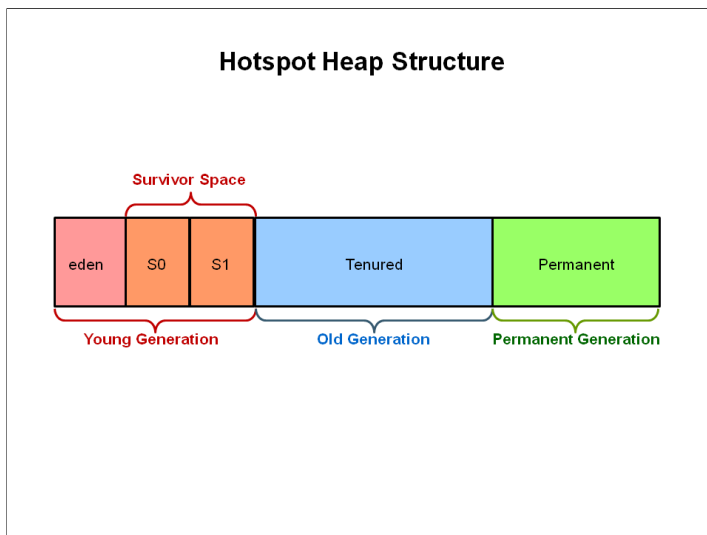 Hotspot Heap Structure
Survivor Space
eden S0 S1 Tenured Permanent
Young Generation Old Generation Permanent Generation